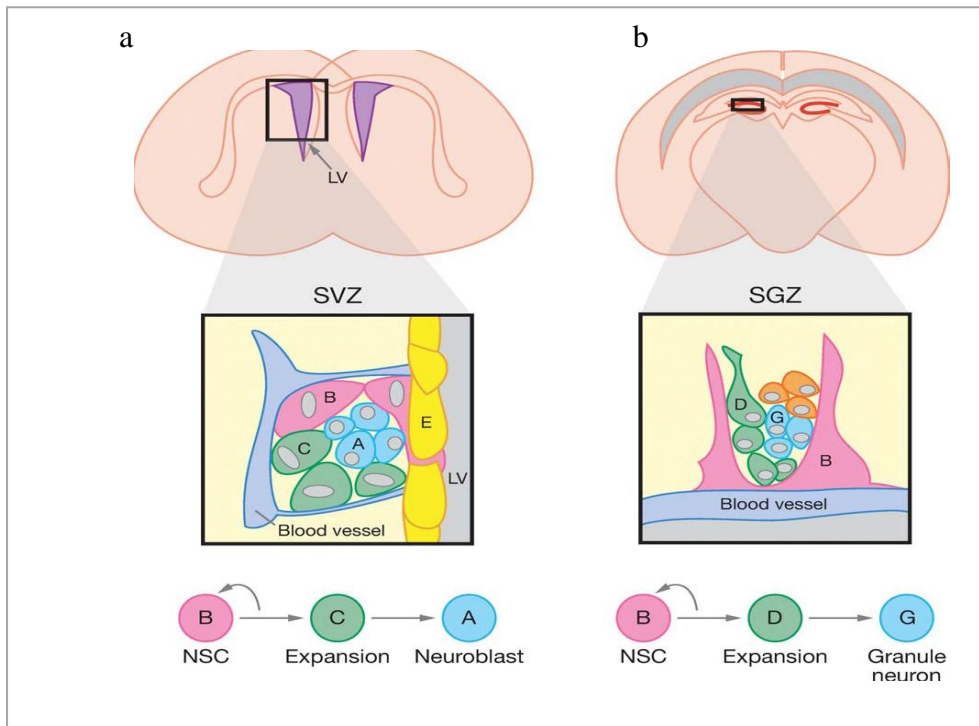 a
b
LV
SVZ
SGZ
B
C
A
E
LV
Blood vessel
D
G
B
Blood vessel
B
C
A
NSC
Expansion
Neuroblast
B
D
G
NSC
Expansion
Granule
neuron